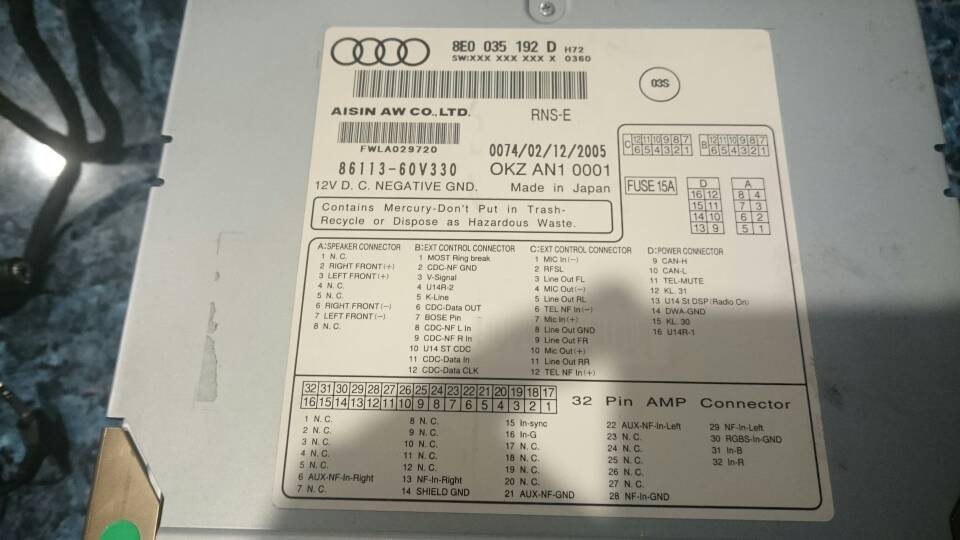 8E0 035 192 D H72
SW:XXX XXX XXX X 0360
03S
AISIN AW CO.,LTD.
RNS-E
FWLA029720
0074/02/12/2005
86113-60V330
OKZ AN1 0001
12V D. C. NEGATIVE GND.
Made in Japan
Contains Mercury-Don't Put in Trash-
Recycle or Dispose as Hazardous Waste.
C 12 11 10 9 8 7
6 5 4 3 2 1
B 12 11 10 9 8 7
6 5 4 3 2 1
FUSE 15A
D
16 12
15 11
14 10
13 9
A
8 4
7 3
6 2
5 1
A:SPEAKER CONNECTOR
1 N. C.
2 RIGHT FRONT(+)
3 LEFT FRONT(+)
4 N. C.
5 N. C.
6 RIGHT FRONT(-)
7 LEFT FRONT(-)
8 N. C.
B:EXT CONTROL CONNECTOR
1 MOST Ring break
2 CDC-NF GND
3 V-Signal
4 U14R-2
5 K-Line
6 CDC-Data OUT
7 BOSE Pin
8 CDC-NF L In
9 CDC-NF R In
10 U14 ST CDC
11 CDC-Data In
12 CDC-Data CLK
C:EXT CONTROL CONNECTOR
1 MIC In(-)
2 RFSL
3 Line Out FL
4 MIC Out(-)
5 Line Out RL
6 TEL NF In(-)
7 Mic In(+)
8 Line Out GND
9 Line Out FR
10 Mic Out(+)
11 Line Out RR
12 TEL NF In(+)
D:POWER CONNECTOR
9 CAN-H
10 CAN-L
11 TEL-MUTE
12 KL. 31
13 U14 St DSP (Radio On)
14 DWA-GND
15 KL. 30
16 U14R-1
32 31 30 29 28 27 26 25 24 23 22 21 20 19 18 17
16 15 14 13 12 11 10 9 8 7 6 5 4 3 2 1
32 Pin AMP Connector
1 N. C.
2 N. C.
3 N. C.
4 N. C.
5 N. C.
6 AUX-NF-In-Right
7 N. C.
8 N. C.
9 N. C.
10 N. C.
11 N. C.
12 N. C.
13 NF-In-Right
14 SHIELD GND
15 In-sync
16 In-G
17 N. C.
18 N. C.
19 N. C.
20 N. C.
21 AUX-NF-GND
22 AUX-NF-In-Left
23 N. C.
24 N. C.
25 N. C.
26 N. C.
27 N. C.
28 NF-In-GND
29 NF-In-Left
30 RGBS-In-GND
31 In-B
32 In-R